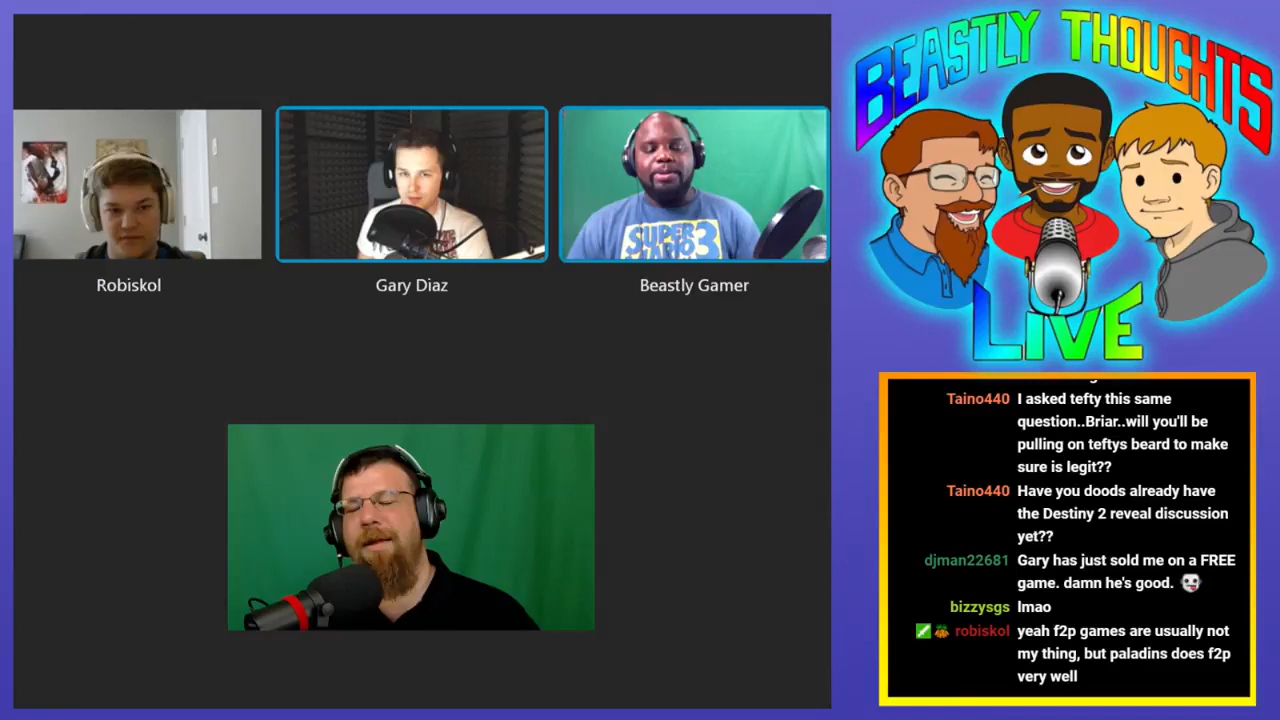 BEASTLY THOUGHTS
LIVE
Robiskol
Gary Diaz
Beastly Gamer
SUPER
3
Taino440 I asked tefty this same
question..Briar..will you'll be
pulling on teftys beard to make
sure is legit??
Taino440 Have you doods already have
the Destiny 2 reveal discussion
yet??
djman22681 Gary has just sold me on a FREE
game. damn he's good.
bizzysgs lmao
robiskol yeah f2p games are usually not
my thing, but paladins does f2p
very well